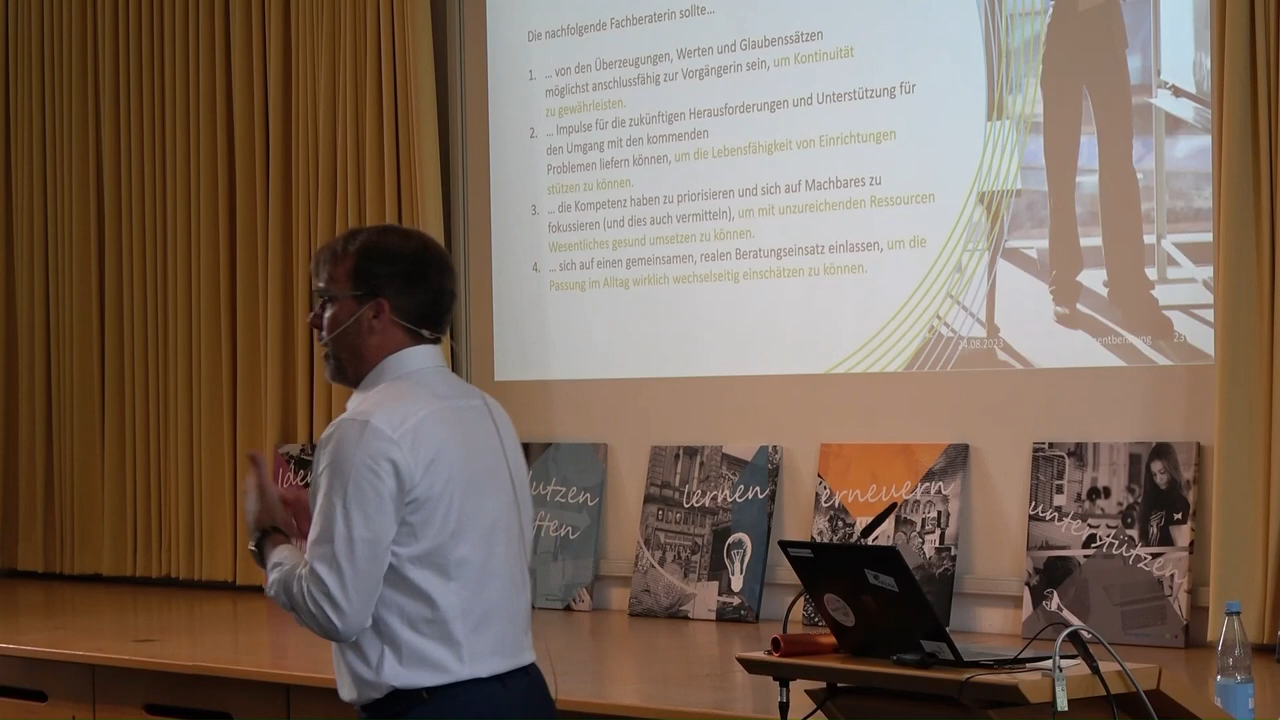 Die nachfolgende Fachberaterin sollte...
1. ... von den Überzeugungen, Werten und Glaubenssätzen
möglichst anschlussfähig zur Vorgängerin sein, um Kontinuität
zu gewährleisten.
2. ... Impulse für die zukünftigen Herausforderungen und Unterstützung für
den Umgang mit den kommenden
Problemen liefern können, um die Lebensfähigkeit von Einrichtungen
stützen zu können.
3. ... die Kompetenz haben zu priorisieren und sich auf Machbares zu
fokussieren (und dies auch vermitteln), um mit unzureichenden Ressourcen
Wesentliches gesund umsetzen zu können.
4. ... sich auf einen gemeinsamen, realen Beratungseinsatz einlassen, um die
Passung im Alltag wirklich wechselseitig einschätzen zu können.
14.08.2023
23
lernen
erneuern
unterstützen